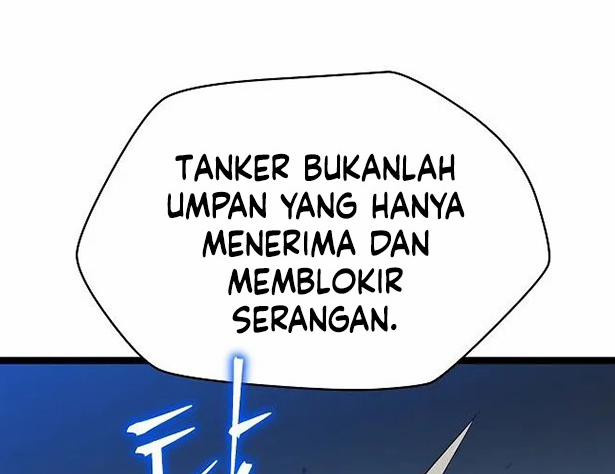 TANKER BUKANLAH
UMPAN YANG HANYA
MENERIMA DAN
MEMBLOKIR
SERANGAN.